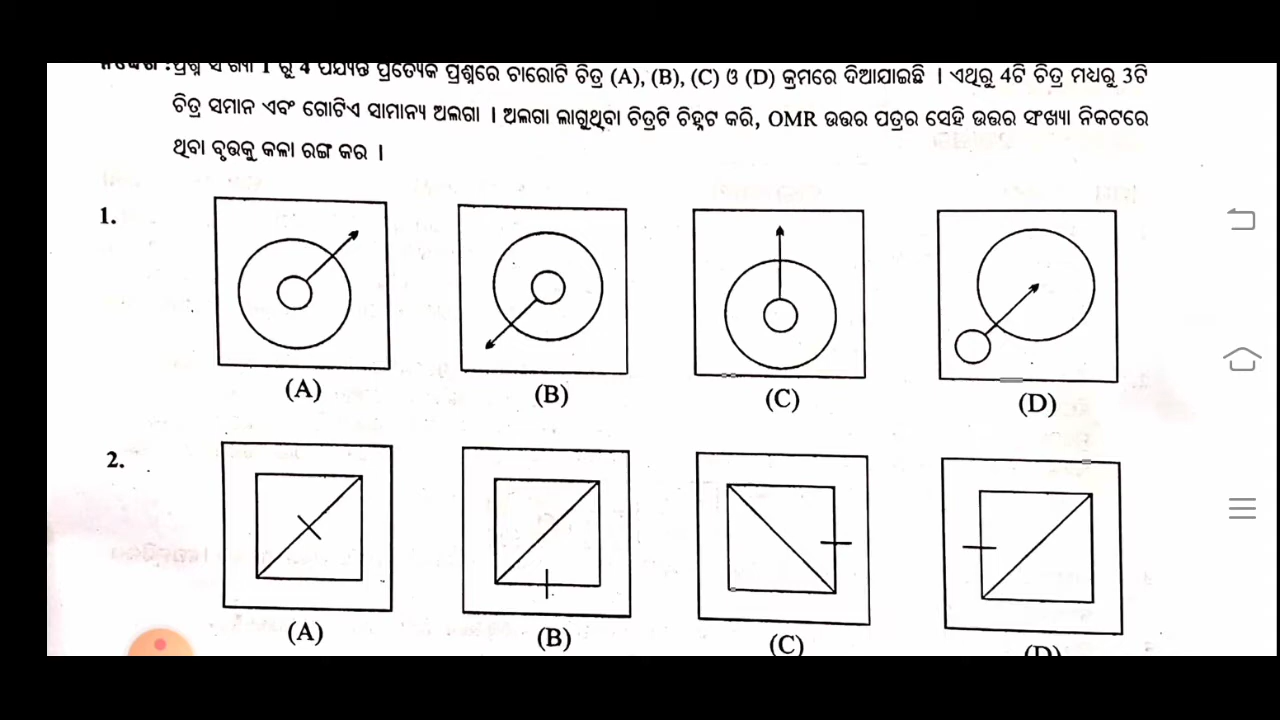 ନିର୍ଦ୍ଦେଶ : ପ୍ରଶ୍ନ ସଂଖ୍ୟା 1 ରୁ 4 ପର୍ଯ୍ୟନ୍ତ ପ୍ରତ୍ୟେକ ପ୍ରଶ୍ନରେ ଚାରୋଟି ଚିତ୍ର (A), (B), (C) ଓ (D) କ୍ରମରେ ଦିଆଯାଇଛି । ଏଥିରୁ 4ଟି ଚିତ୍ର ମଧ୍ୟରୁ 3ଟି
ଚିତ୍ର ସମାନ ଏବଂ ଗୋଟିଏ ସାମାନ୍ୟ ଅଲଗା । ଅଲଗା ଲାଗୁଥିବା ଚିତ୍ରଟି ଚିହ୍ନଟ କରି, OMR ଉତ୍ତର ପତ୍ରର ସେହି ଉତ୍ତର ସଂଖ୍ୟା ନିକଟରେ
ଥିବା ବୃତ୍ତକୁ କଳା ରଙ୍ଗ କର ।
1.
(A) (B) (C) (D)
2.
(A) (B) (C) (D)